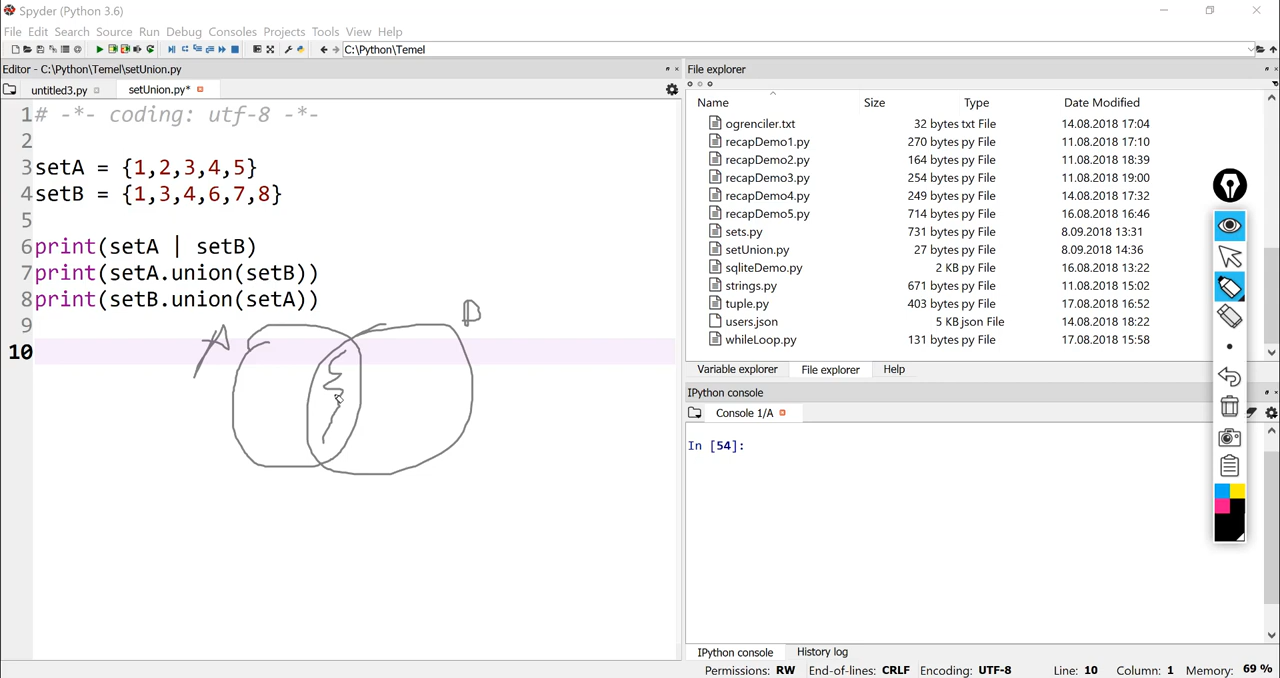 Spyder (Python 3.6)
File Edit Search Source Run Debug Consoles Projects Tools View Help
C:\Python\Temel
Editor - C:\Python\Temel\setUnion.py
untitled3.py setUnion.py*
1 # -*- coding: utf-8 -*-
2
3 setA = {1,2,3,4,5}
4 setB = {1,3,4,6,7,8}
5
6 print(setA | setB)
7 print(setA.union(setB))
8 print(setB.union(setA))
9
10
A B
File explorer
Name Size Type Date Modified
ogrenciler.txt 32 bytes txt File 14.08.2018 17:04
recapDemo1.py 270 bytes py File 11.08.2018 17:10
recapDemo2.py 164 bytes py File 11.08.2018 18:39
recapDemo3.py 254 bytes py File 11.08.2018 19:00
recapDemo4.py 249 bytes py File 14.08.2018 17:32
recapDemo5.py 714 bytes py File 16.08.2018 16:46
sets.py 731 bytes py File 8.09.2018 13:31
setUnion.py 27 bytes py File 8.09.2018 14:36
sqliteDemo.py 2 KB py File 16.08.2018 13:22
strings.py 671 bytes py File 11.08.2018 15:02
tuple.py 403 bytes py File 17.08.2018 16:52
users.json 5 KB json File 14.08.2018 18:22
whileLoop.py 131 bytes py File 17.08.2018 15:58
Variable explorer File explorer Help
IPython console
Console 1/A
In [54]:
IPython console History log
Permissions: RW End-of-lines: CRLF Encoding: UTF-8 Line: 10 Column: 1 Memory: 69 %